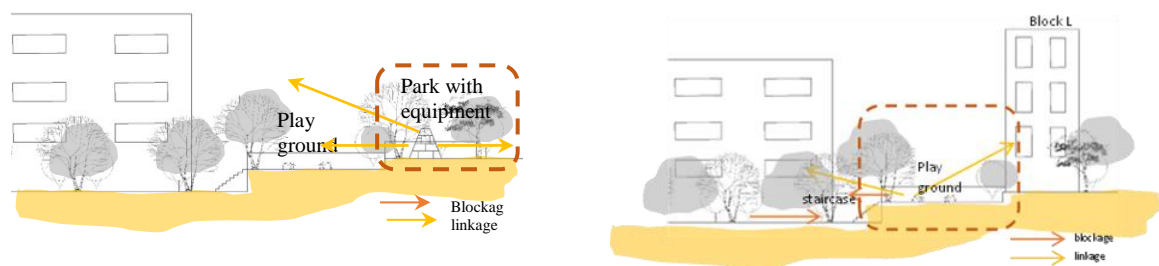 Park with
equipment
Play
ground
Blockag
linkage
Block L
Play
ground
staircase
blockage
linkage